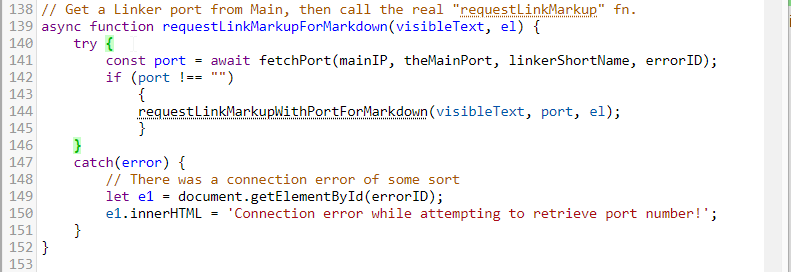 138 // Get a Linker port from Main, then call the real "requestLinkMarkup" fn.
139 async function requestLinkMarkupForMarkdown(visibleText, el) {
140     try {
141         const port = await fetchPort(mainIP, theMainPort, linkerShortName, errorID);
142         if (port !== "")
143             {
144             requestLinkMarkupWithPortForMarkdown(visibleText, port, el);
145             }
146     }
147     catch(error) {
148         // There was a connection error of some sort
149         let e1 = document.getElementById(errorID);
150         e1.innerHTML = 'Connection error while attempting to retrieve port number!';
151     }
152 }
153